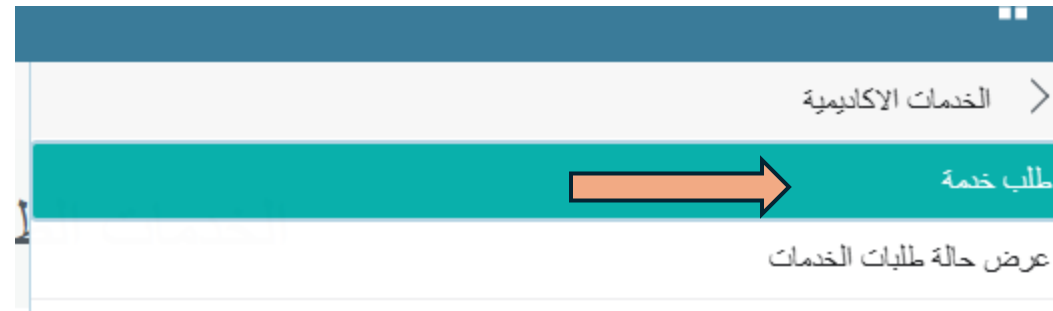 الخدمات الاكاديمية
طلب خدمة
عرض حالة طلبات الخدمات